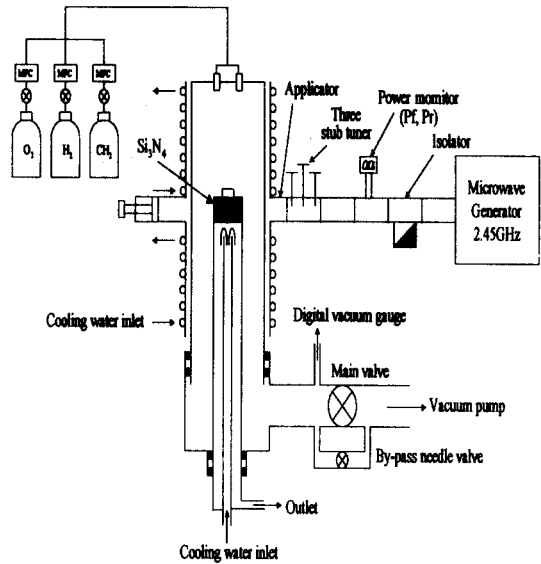 MFC MFC MFC
O₂ H₂ CH₂
Si₃N₄
Applicator
Three
stub tuner
Power momitor
(Pf, Pr)
Isolator
Microwave
Generator
2.45GHz
Cooling water inlet
Digital vacuum gauge
Main valve
Vacuum pump
By-pass needle valve
Outlet
Cooling water inlet